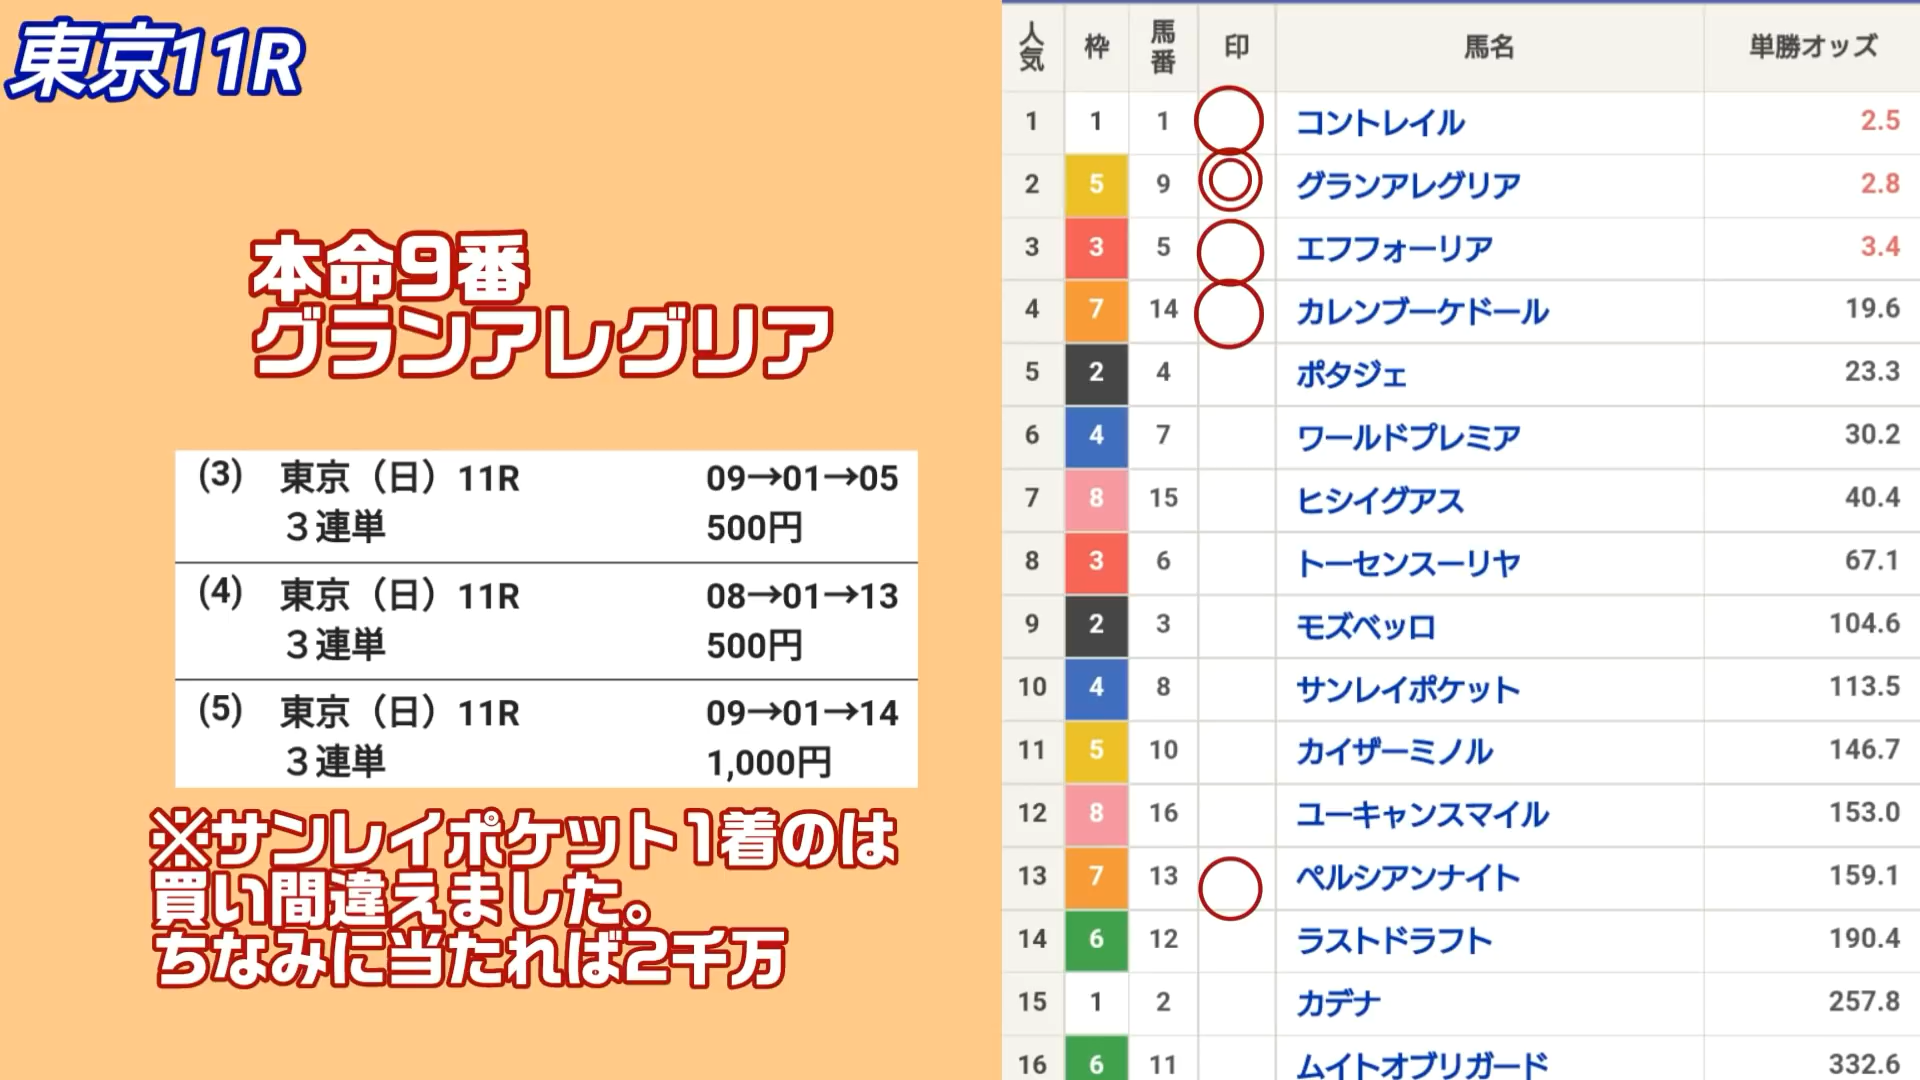 東京11R
本命9番
グランアレグリア
(3) 東京（日）11R 09→01→05
３連単 500円
(4) 東京（日）11R 08→01→13
３連単 500円
(5) 東京（日）11R 09→01→14
３連単 1,000円
※サンレイポケット1着のは
買い間違えました。
ちなみに当たれば2千万
人気 枠 馬番 印 馬名 単勝オッズ
1 1 1 コントレイル 2.5
2 5 9 グランアレグリア 2.8
3 3 5 エフフォーリア 3.4
4 7 14 カレンブーケドール 19.6
5 2 4 ポタジェ 23.3
6 4 7 ワールドプレミア 30.2
7 8 15 ヒシイグアス 40.4
8 3 6 トーセンスーリヤ 67.1
9 2 3 モズベッロ 104.6
10 4 8 サンレイポケット 113.5
11 5 10 カイザーミノル 146.7
12 8 16 ユーキャンスマイル 153.0
13 7 13 ペルシアンナイト 159.1
14 6 12 ラストドラフト 190.4
15 1 2 カデナ 257.8
16 6 11 ムイトオブリガード 332.6